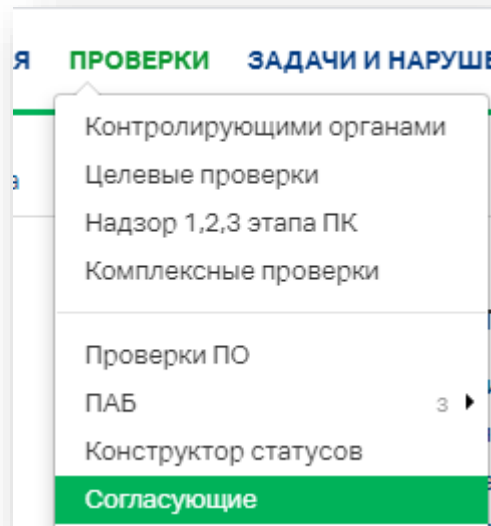 Я ПРОВЕРКИ ЗАДАЧИ И НАРУШЕ
Контролирующими органами
а
Целевые проверки
Надзор 1,2,3 этапа ПК
Комплексные проверки
Проверки ПО
ПАБ 3
Конструктор статусов
Согласующие